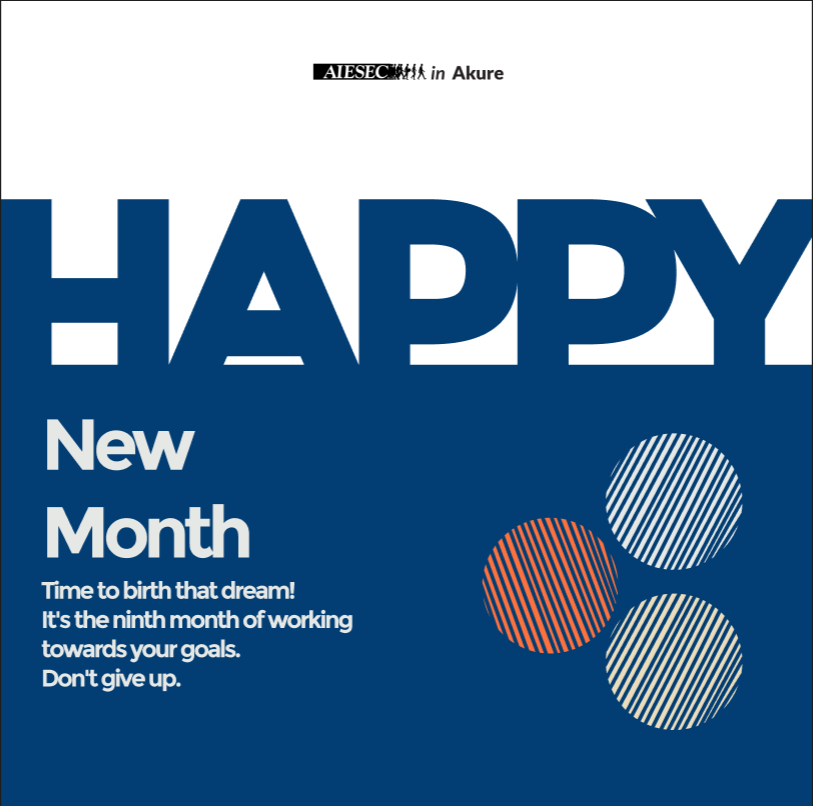 AIESEC in Akure
HAPPY
New
Month
Time to birth that dream!
It's the ninth month of working
towards your goals.
Don't give up.